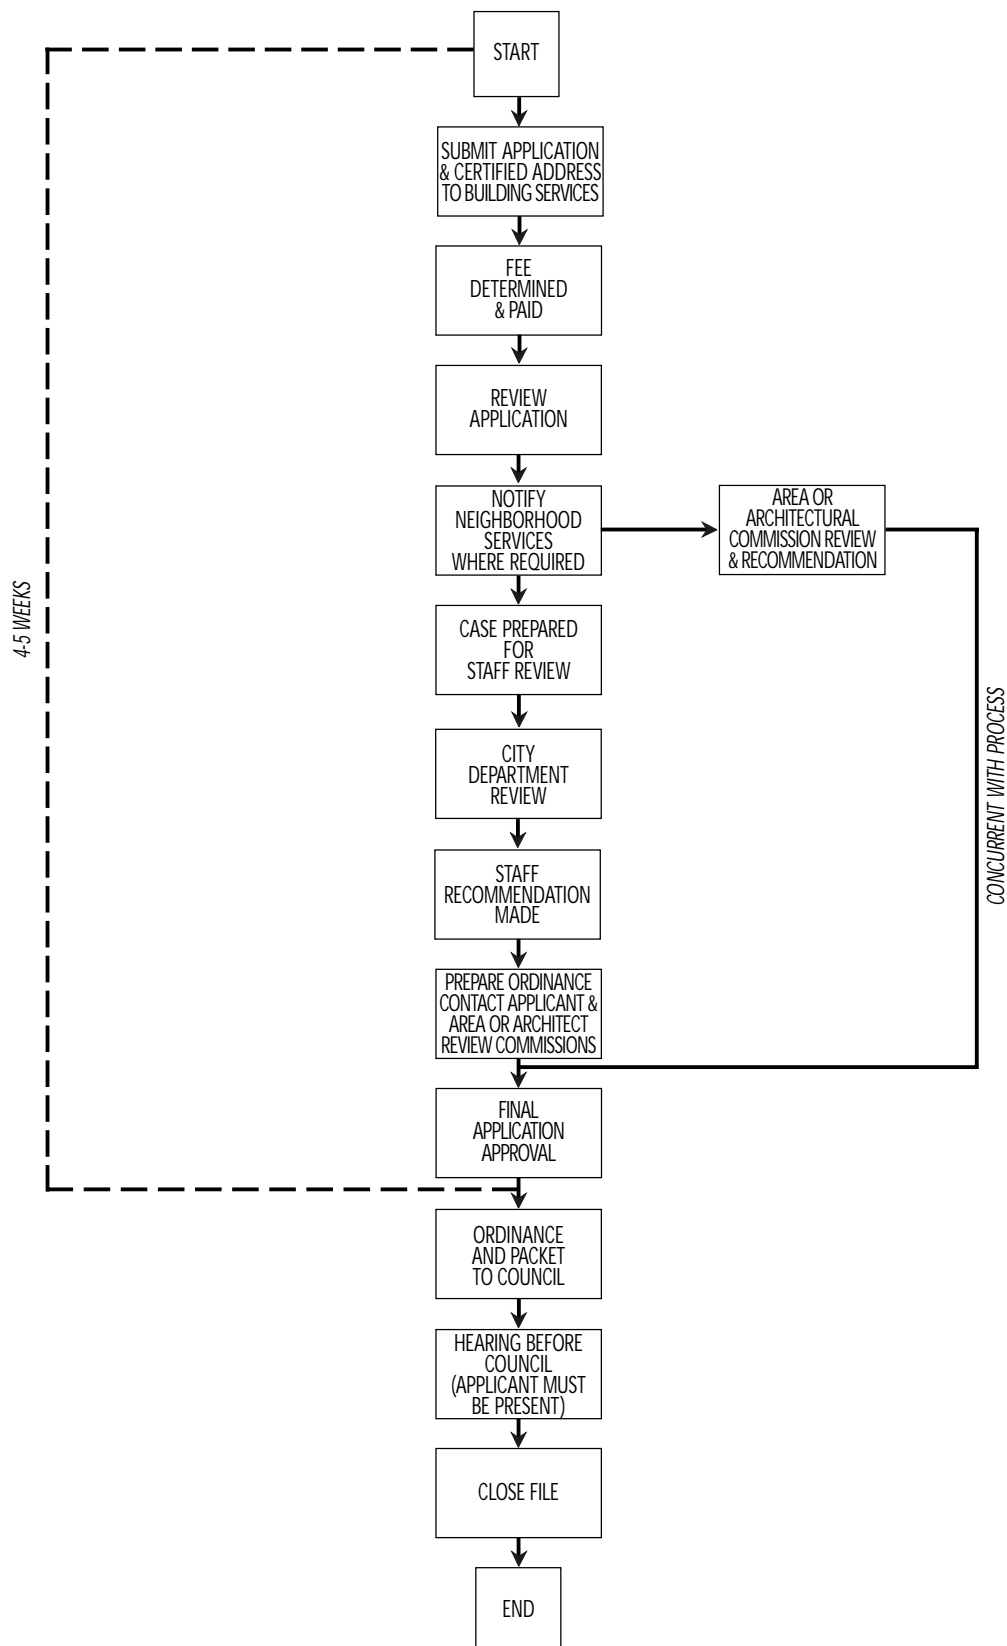 START
SUBMIT APPLICATION
& CERTIFIED ADDRESS
TO BUILDING SERVICES
FEE
DETERMINED
& PAID
REVIEW
APPLICATION
NOTIFY
NEIGHBORHOOD
SERVICES
WHERE REQUIRED
AREA OR
ARCHITECTURAL
COMMISSION REVIEW
& RECOMMENDATION
4-5 WEEKS
CASE PREPARED
FOR
STAFF REVIEW
CITY
DEPARTMENT
REVIEW
CONCURRENT WITH PROCESS
STAFF
RECOMMENDATION
MADE
PREPARE ORDINANCE
CONTACT APPLICANT &
AREA OR ARCHITECT
REVIEW COMMISSIONS
FINAL
APPLICATION
APPROVAL
ORDINANCE
AND PACKET
TO COUNCIL
HEARING BEFORE
COUNCIL
(APPLICANT MUST
BE PRESENT)
CLOSE FILE
END